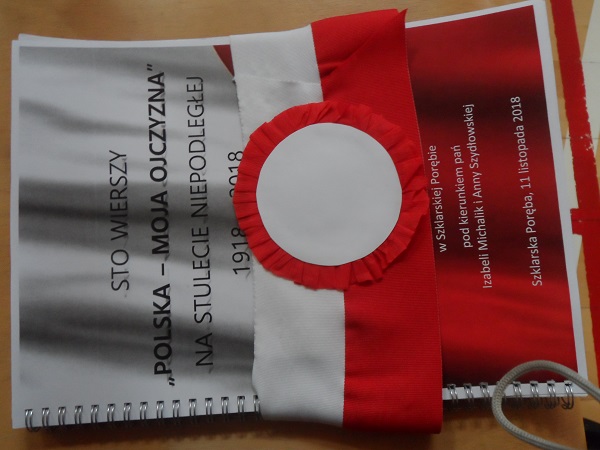 STO WIERSZY
„POLSKA – MOJA OJCZYZNA”
NA STULECIE NIEPODLEGŁEJ
1918 2018
w Szklarskiej Porębie
pod kierunkiem pań
Izabeli Michalik i Anny Szydłowskiej
Szklarska Poręba, 11 listopada 2018